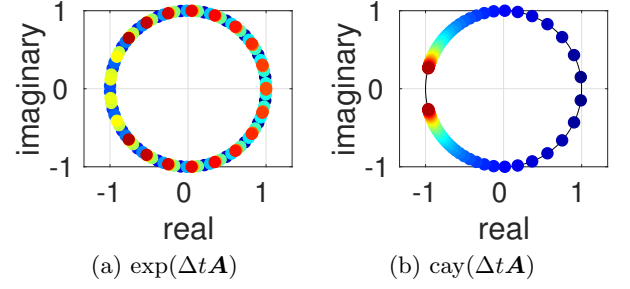 1
0
-1
imaginary
-1 0 1
real
(a) exp(Δt𝑨)
1
0
-1
imaginary
-1 0 1
real
(b) cay(Δt𝑨)